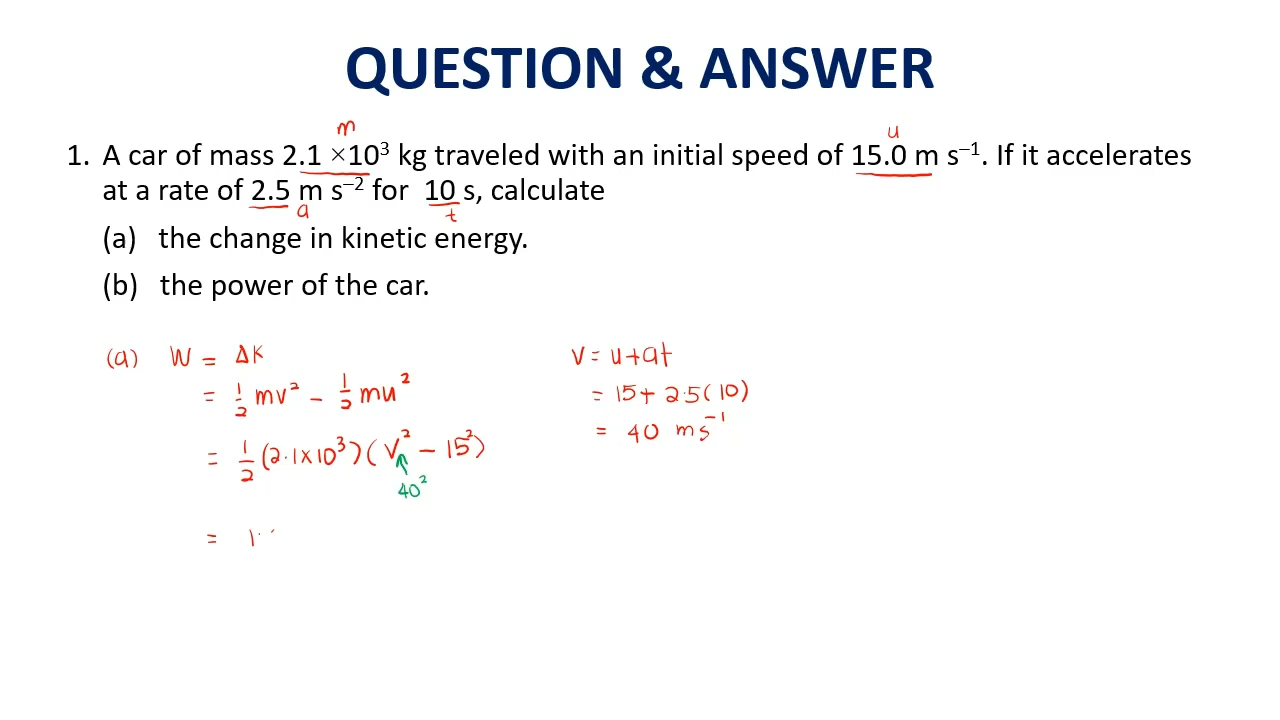 QUESTION & ANSWER
m
u
1. A car of mass 2.1 ×10³ kg traveled with an initial speed of 15.0 m s⁻¹. If it accelerates
at a rate of 2.5 m s⁻² for 10 s, calculate
a
t
(a) the change in kinetic energy.
(b) the power of the car.
(a) W = ΔK
= ½ mv² − ½ mu²
= ½ (2.1×10³) (v² − 15²)
40²
= 1.
v = u+at
= 15 + 2.5(10)
= 40 ms⁻¹